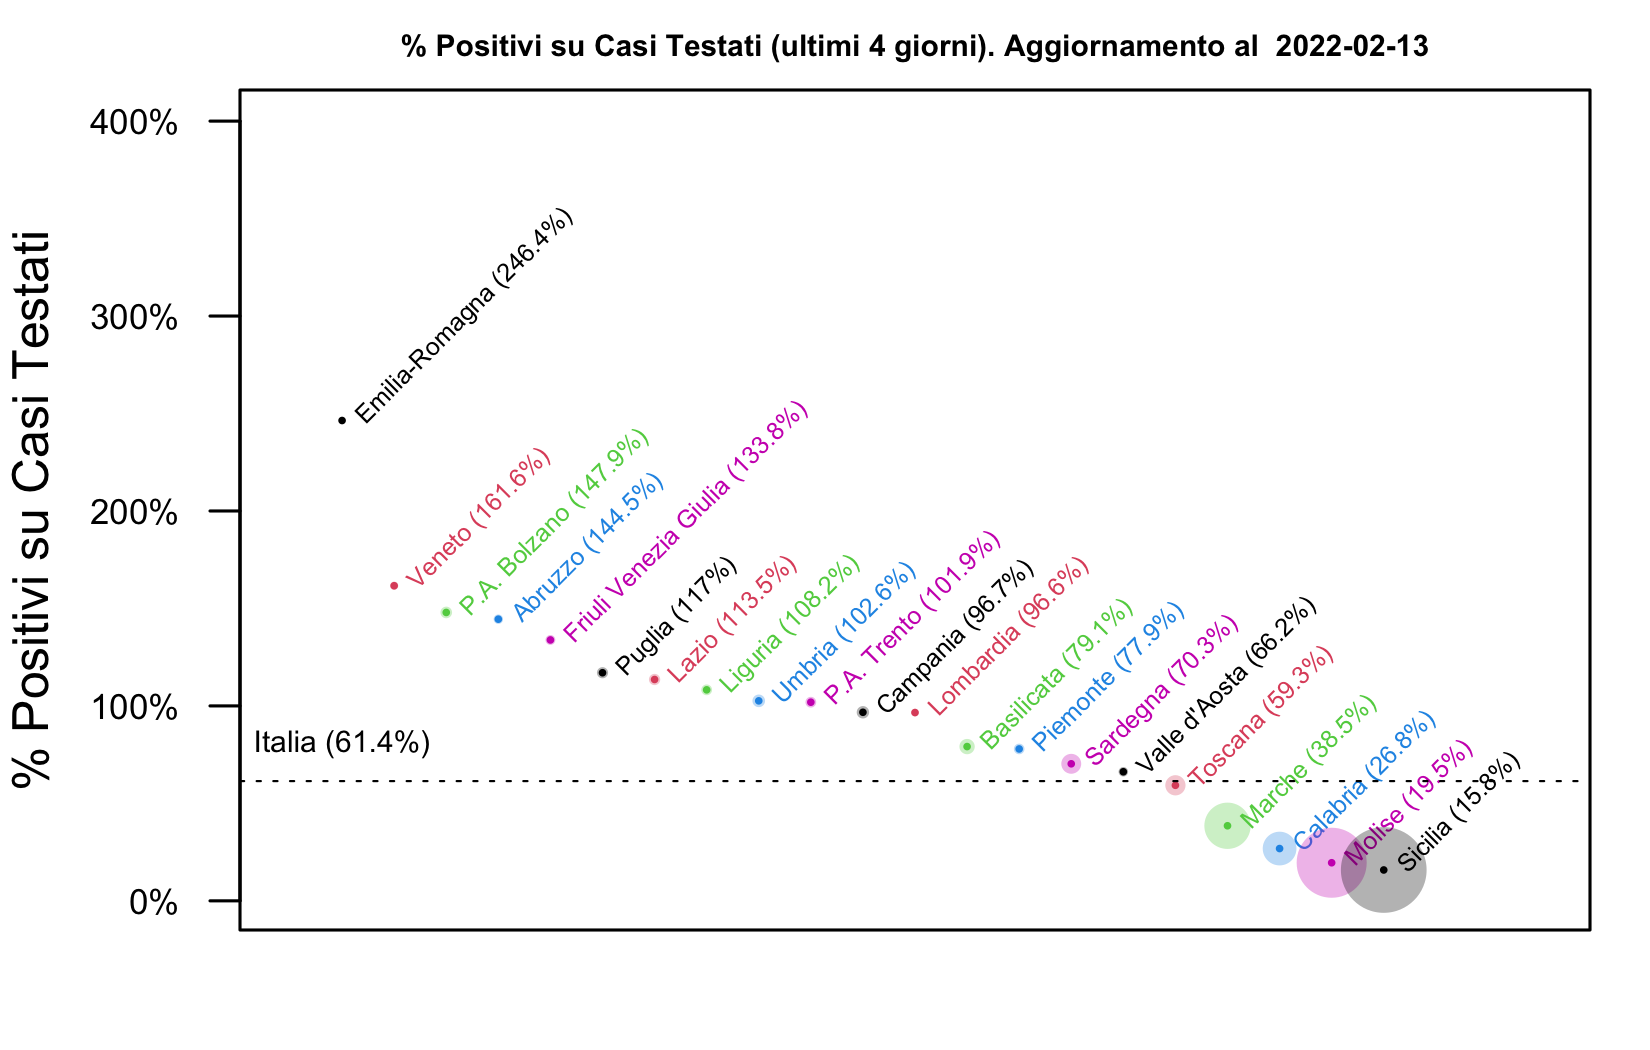 % Positivi su Casi Testati (ultimi 4 giorni). Aggiornamento al  2022-02-13
% Positivi su Casi Testati
400%
300%
200%
100%
0%
Emilia-Romagna (246.4%)
Veneto (161.6%)
P.A. Bolzano (147.9%)
Abruzzo (144.5%)
Friuli Venezia Giulia (133.8%)
Puglia (117%)
Lazio (113.5%)
Liguria (108.2%)
Umbria (102.6%)
P.A. Trento (101.9%)
Campania (96.7%)
Lombardia (96.6%)
Basilicata (79.1%)
Piemonte (77.9%)
Sardegna (70.3%)
Valle d'Aosta (66.2%)
Toscana (59.3%)
Marche (38.5%)
Calabria (26.8%)
Molise (19.5%)
Sicilia (15.8%)
Italia (61.4%)